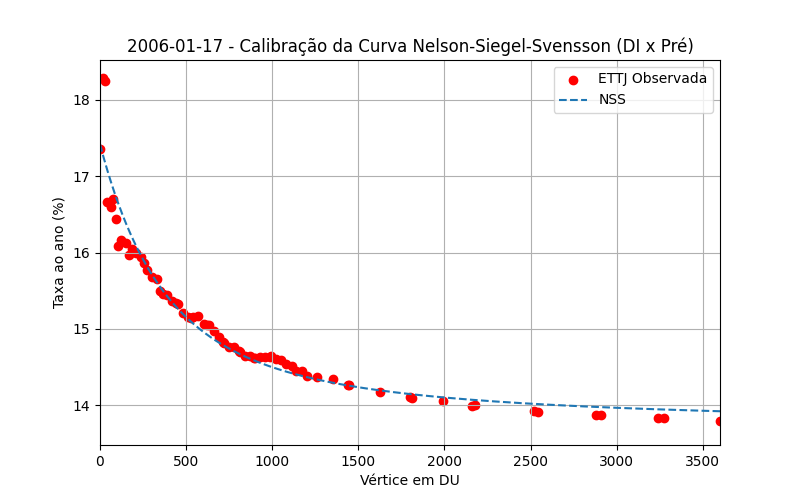 2006-01-17 - Calibração da Curva Nelson-Siegel-Svensson (DI x Pré)
ETTJ Observada
NSS
Taxa ao ano (%)
18
17
16
15
14
0 500 1000 1500 2000 2500 3000 3500
Vértice em DU